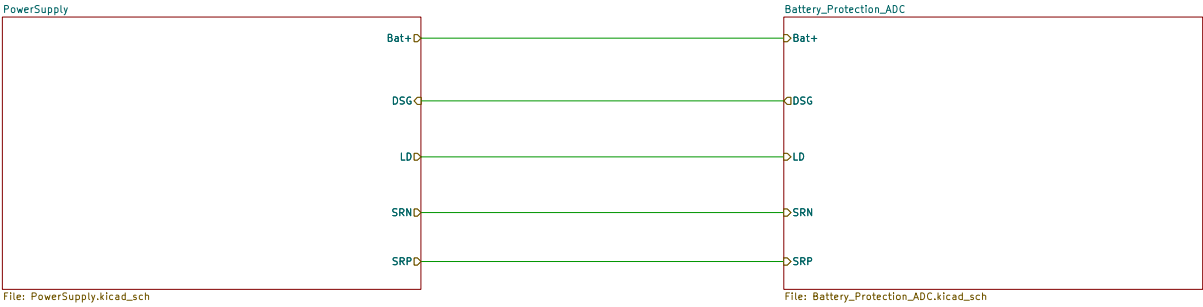 PowerSupply
Bat+
DSG
LD
SRN
SRP
File: PowerSupply.kicad_sch
Battery_Protection_ADC
Bat+
DSG
LD
SRN
SRP
File: Battery_Protection_ADC.kicad_sch